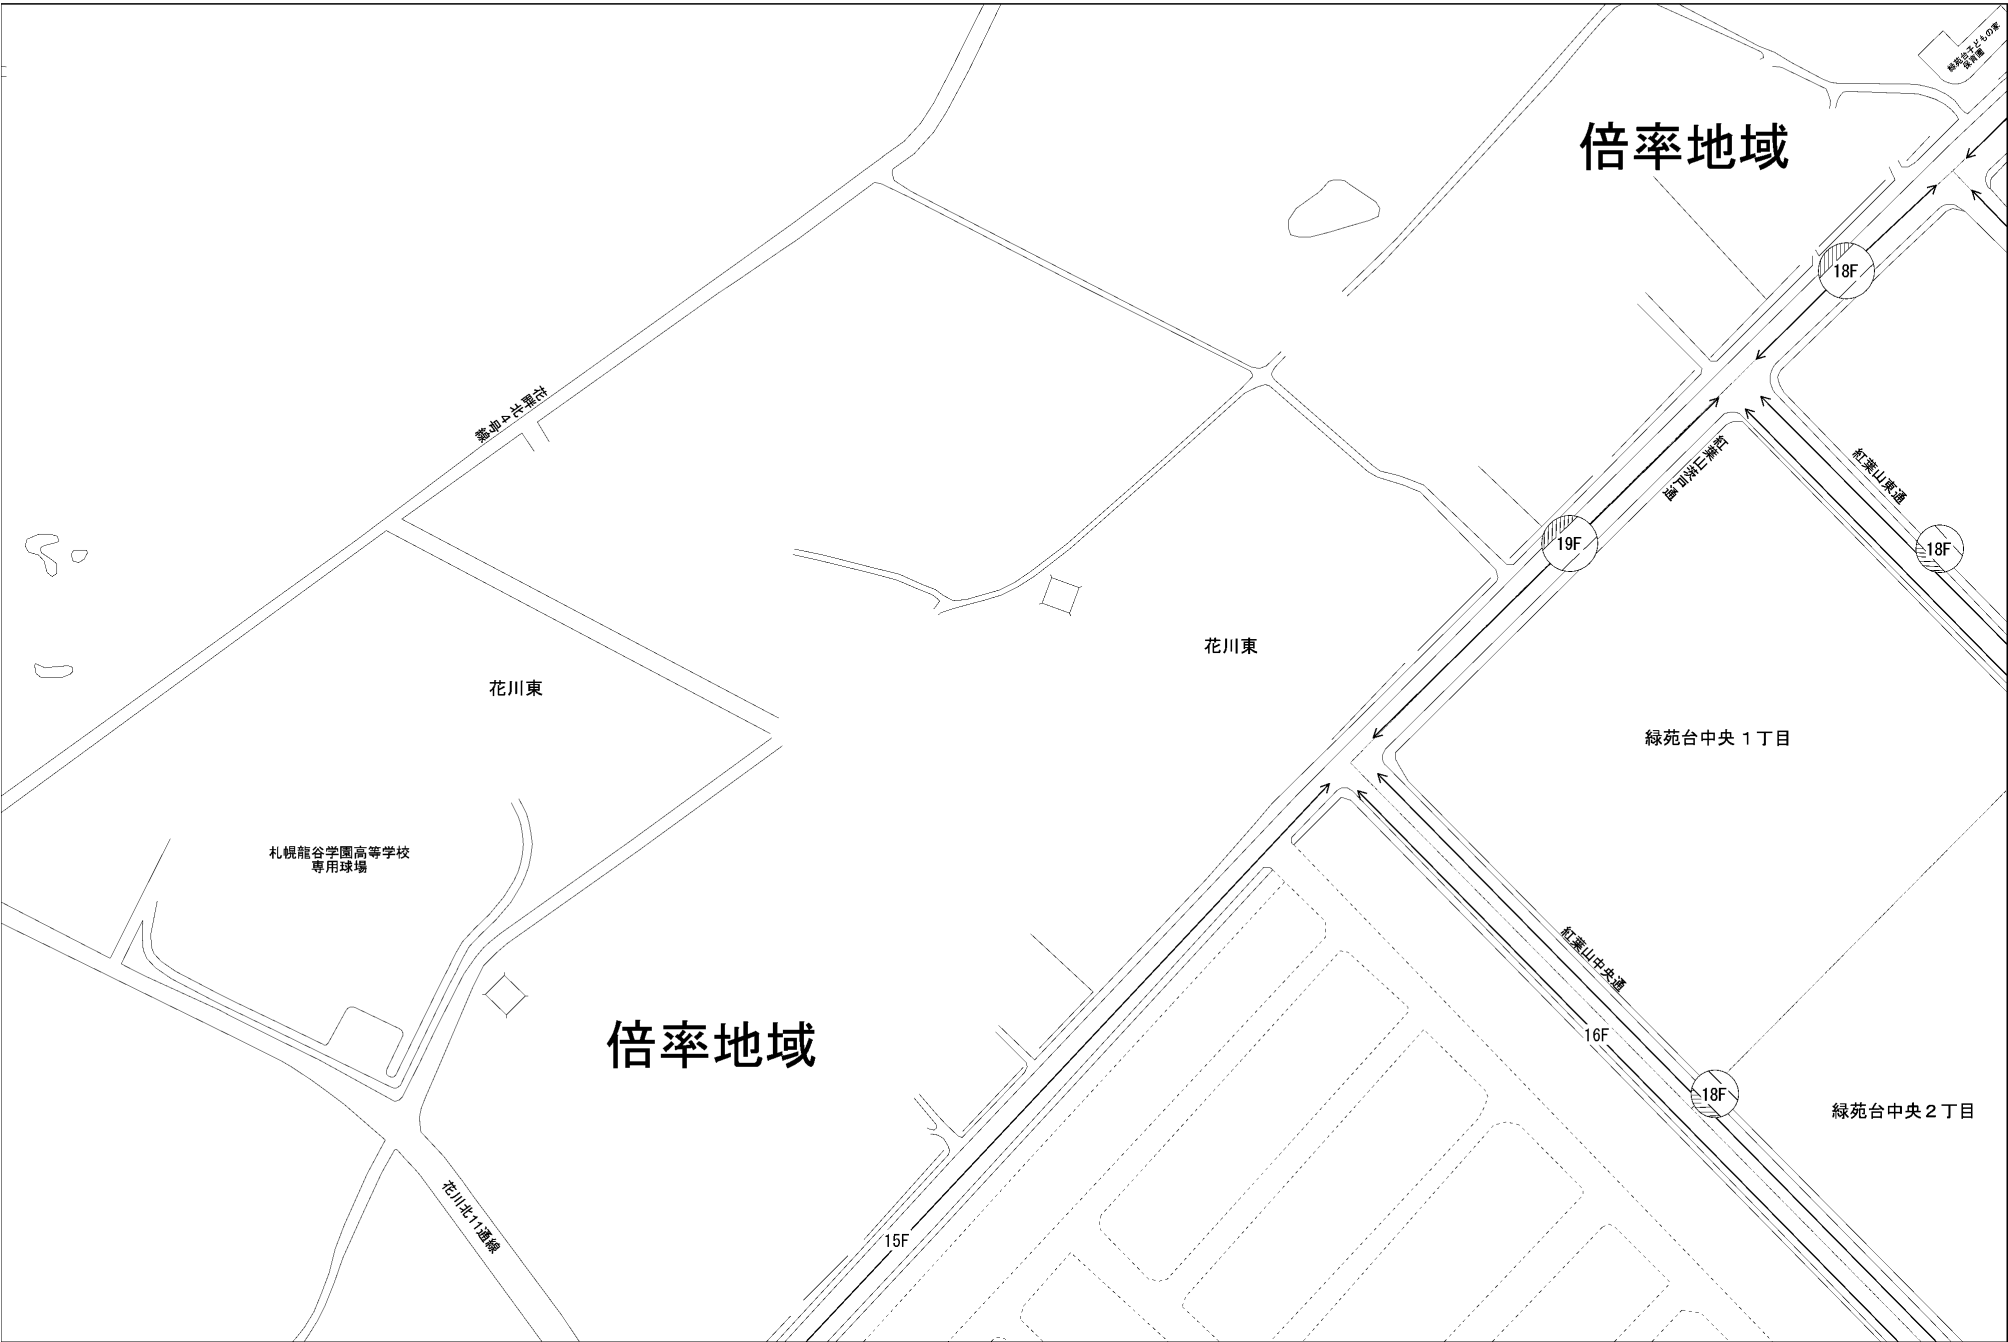 緑苑台子どもの家
保育園
倍率地域
18F
花畔北4号線
紅葉山茨戸通
紅葉山東通
19F
18F
花川東
花川東
緑苑台中央1丁目
札幌龍谷学園高等学校
専用球場
紅葉山中央通
倍率地域
16F
18F
緑苑台中央2丁目
花川北11通線
15F